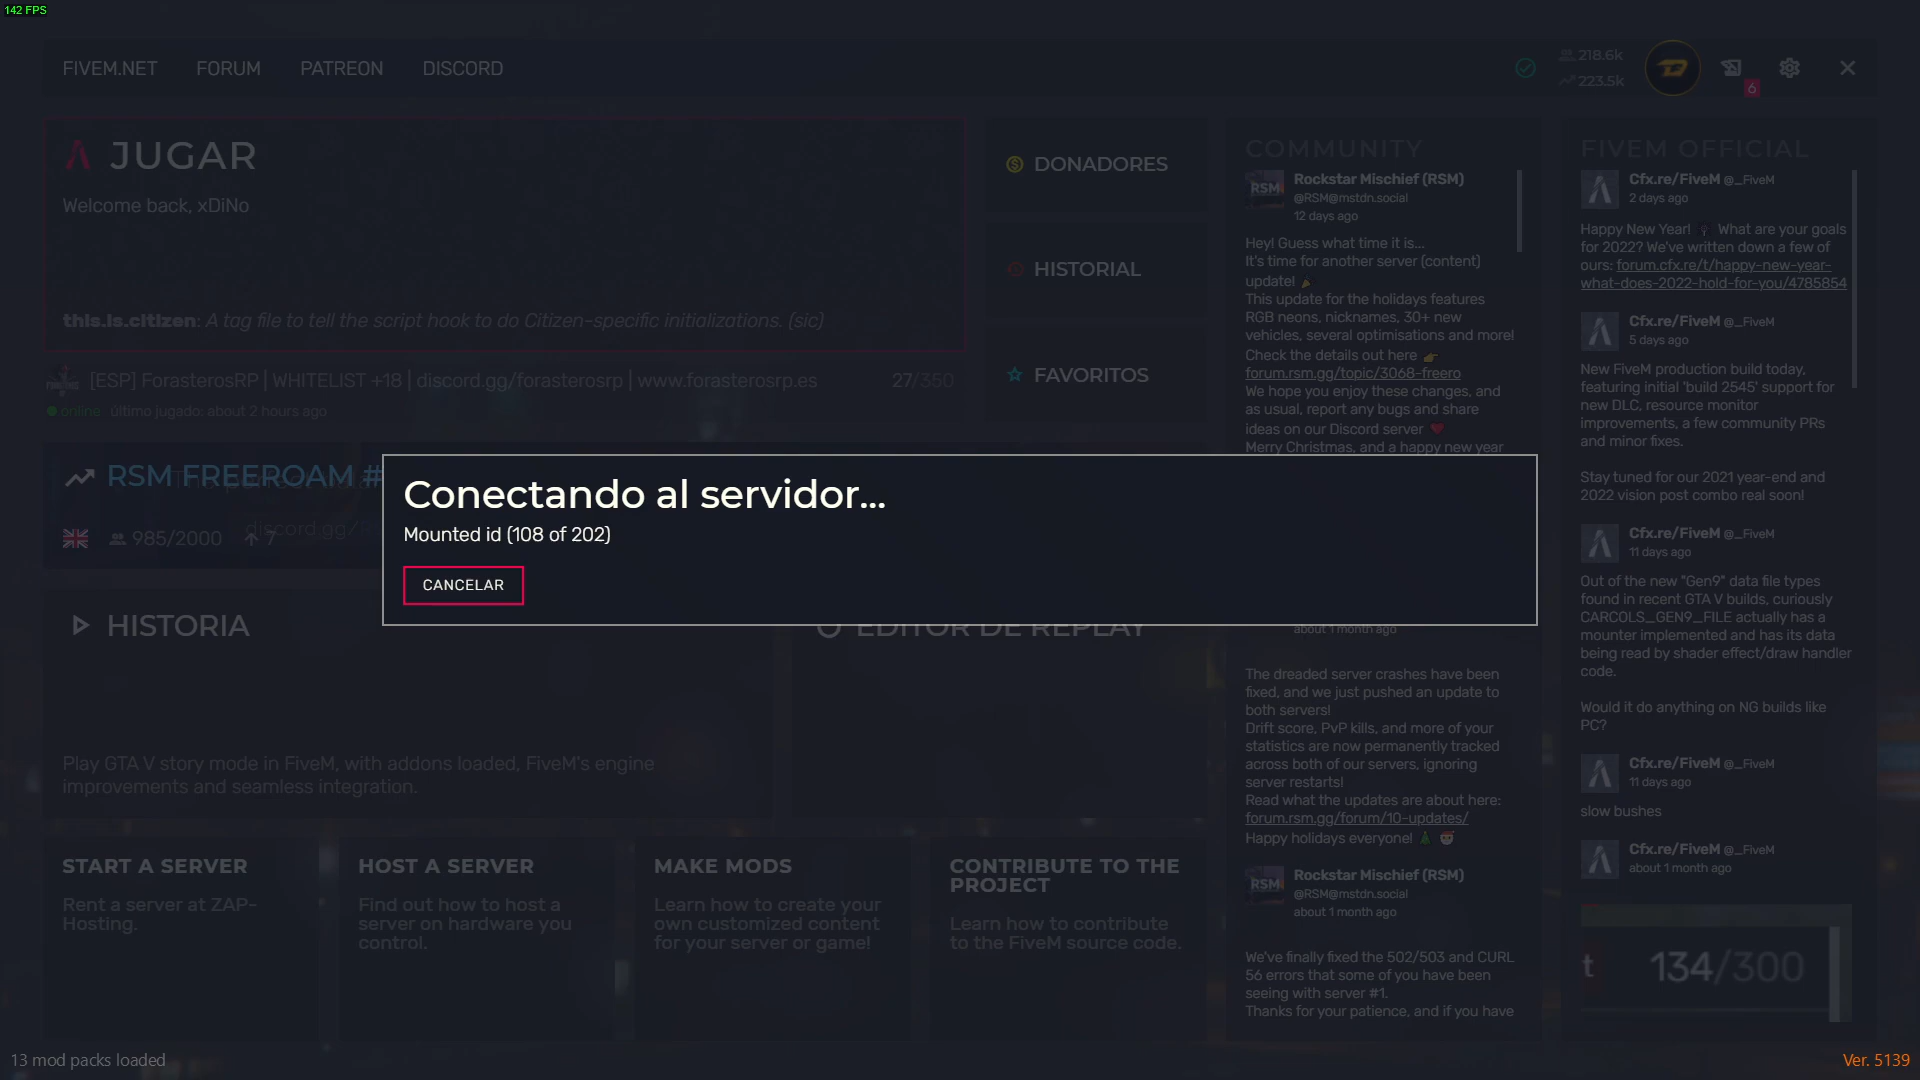 142 FPS
FIVEM.NET
FORUM
PATREON
DISCORD
218.6k
223.5k
6
JUGAR
Welcome back, xDiNo
this.is.citizen: A tag file to tell the script hook to do Citizen-specific initializations. (sic)
[ESP] ForasterosRP | WHITELIST +18 | discord.gg/forasterosrp | www.forasterosrp.es
27/350
online
último jugado: about 2 hours ago
DONADORES
HISTORIAL
FAVORITOS
RSM FREEROAM #
discord.gg/
985/2000
7
Conectando al servidor...
Mounted id (108 of 202)
CANCELAR
HISTORIA
Play GTA V story mode in FiveM, with addons loaded, FiveM's engine
improvements and seamless integration.
EDITOR DE REPLAY
START A SERVER
Rent a server at ZAP-
Hosting.
HOST A SERVER
Find out how to host a
server on hardware you
control.
MAKE MODS
Learn how to create your
own customized content
for your server or game!
CONTRIBUTE TO THE
PROJECT
Learn how to contribute
to the FiveM source code.
COMMUNITY
RSM
Rockstar Mischief (RSM)
@RSM@mstdn.social
12 days ago
Hey! Guess what time it is...
It's time for another server (content)
update!
This update for the holidays features
RGB neons, nicknames, 30+ new
vehicles, several optimisations and more!
Check the details out here
forum.rsm.gg/topic/3068-freero
We hope you enjoy these changes, and
as usual, report any bugs and share
ideas on our Discord server
Merry Christmas, and a happy new year
about 1 month ago
The dreaded server crashes have been
fixed, and we just pushed an update to
both servers!
Drift score, PvP kills, and more of your
statistics are now permanently tracked
across both of our servers, ignoring
server restarts!
Read what the updates are about here:
forum.rsm.gg/forum/10-updates/
Happy holidays everyone!
RSM
Rockstar Mischief (RSM)
@RSM@mstdn.social
about 1 month ago
We've finally fixed the 502/503 and CURL
56 errors that some of you have been
seeing with server #1.
Thanks for your patience, and if you have
FIVEM OFFICIAL
Cfx.re/FiveM @_FiveM
2 days ago
Happy New Year! What are your goals
for 2022? We've written down a few of
ours: forum.cfx.re/t/happy-new-year-
what-does-2022-hold-for-you/4785854
Cfx.re/FiveM @_FiveM
5 days ago
New FiveM production build today,
featuring initial 'build 2545' support for
new DLC, resource monitor
improvements, a few community PRs
and minor fixes.
Stay tuned for our 2021 year-end and
2022 vision post combo real soon!
Cfx.re/FiveM @_FiveM
11 days ago
Out of the new "Gen9" data file types
found in recent GTA V builds, curiously
CARCOLS_GEN9_FILE actually has a
mounter implemented and has its data
being read by shader effect/draw handler
code.
Would it do anything on NG builds like
PC?
Cfx.re/FiveM @_FiveM
11 days ago
slow bushes
Cfx.re/FiveM @_FiveM
about 1 month ago
t 134/300
13 mod packs loaded
Ver. 5139